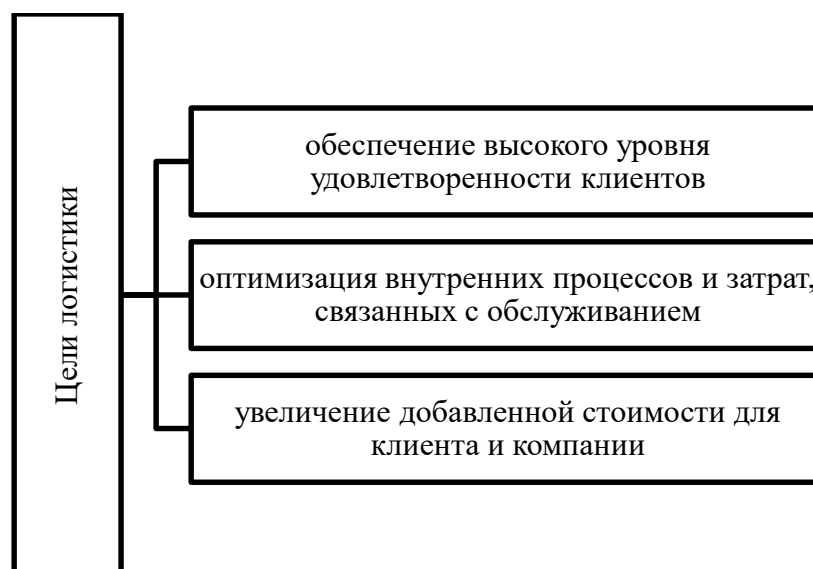 Цели логистики
обеспечение высокого уровня
удовлетворенности клиентов
оптимизация внутренних процессов и затрат,
связанных с обслуживанием
увеличение добавленной стоимости для
клиента и компании